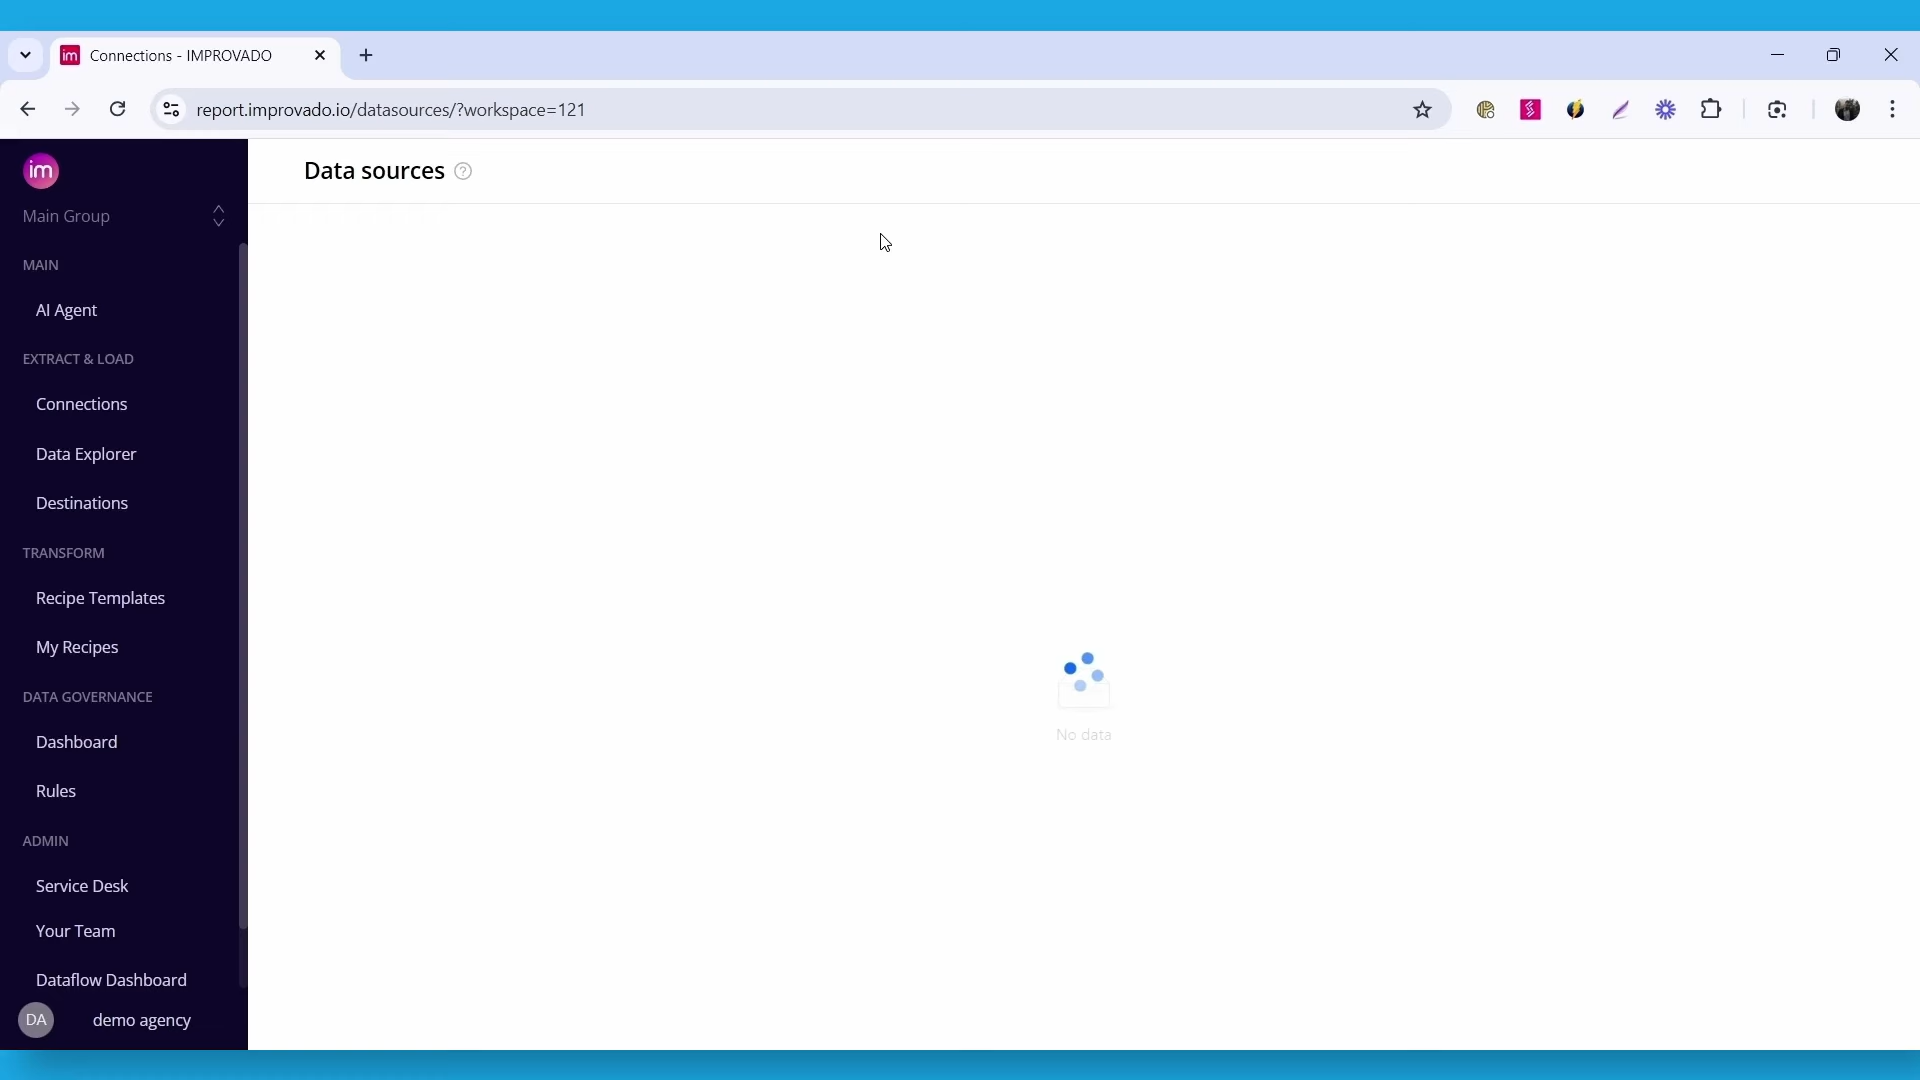 im Connections - IMPROVADO
report.improvado.io/datasources/?workspace=121
im
Main Group
MAIN
AI Agent
EXTRACT & LOAD
Connections
Data Explorer
Destinations
TRANSFORM
Recipe Templates
My Recipes
DATA GOVERNANCE
Dashboard
Rules
ADMIN
Service Desk
Your Team
Dataflow Dashboard
DA demo agency
Data sources ?
No data